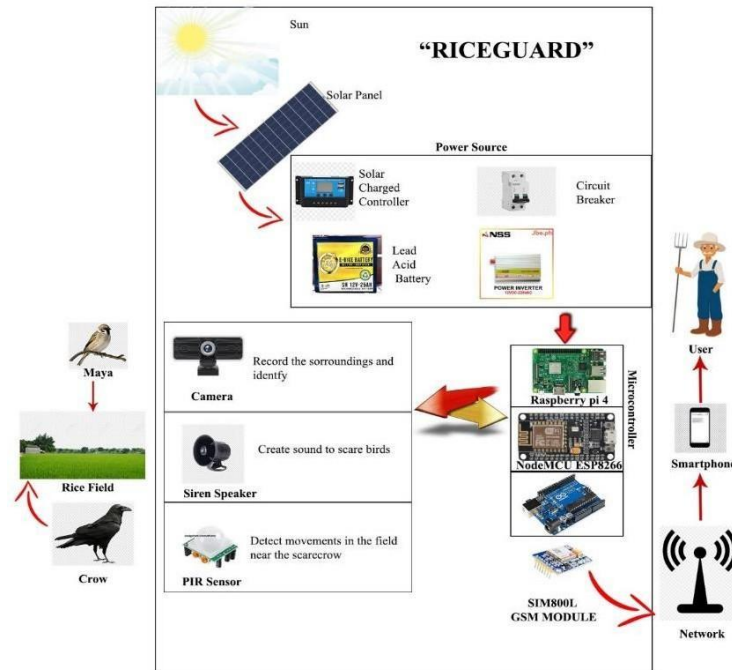 Sun
“RICEGUARD”
Solar Panel
Power Source
Solar
Charged
Controller
Circuit
Breaker
Lead
Acid
Battery
NSS
POWER INVERTER
Record the sorroundings and
identfy
Camera
Create sound to scare birds
Siren Speaker
Detect movements in the field
near the scarecrow
PIR Sensor
Microcontroller
Raspberry pi 4
NodeMCU ESP8266
SIM800L
GSM MODULE
Maya
Rice Field
Crow
User
Smartphone
Network